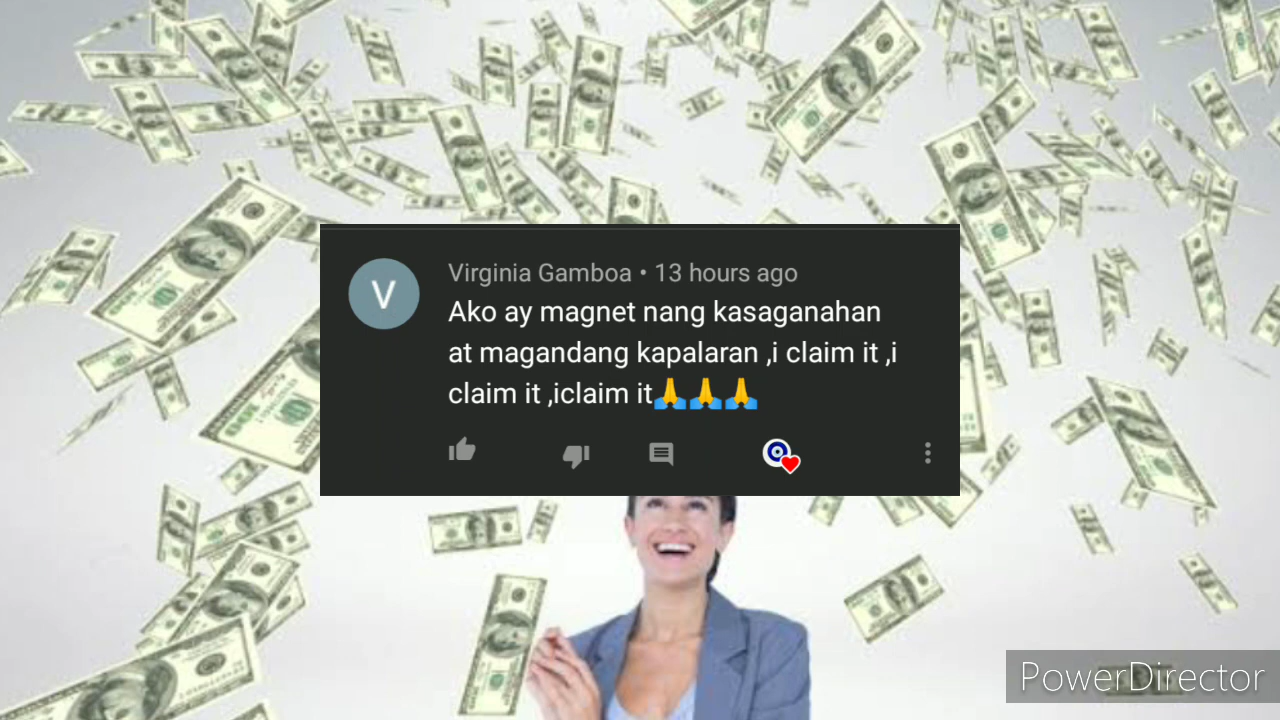 V
Virginia Gamboa • 13 hours ago
Ako ay magnet nang kasaganahan
at magandang kapalaran ,i claim it ,i
claim it ,iclaim it🙏🙏🙏
PowerDirector